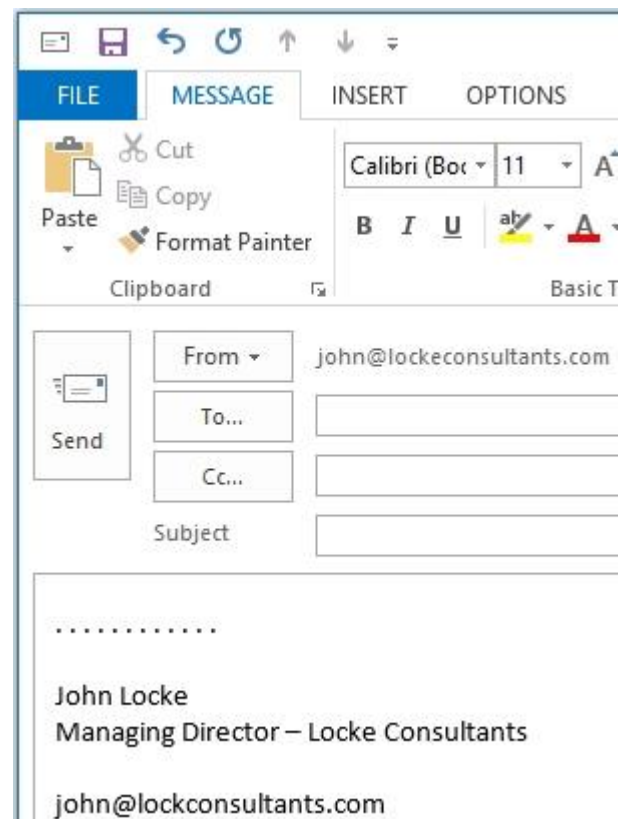 FILE MESSAGE INSERT OPTIONS
Cut
Calibri (Boc 11 A
Copy
Paste
B I U aby A
Format Painter
Clipboard Basic T
From john@lockeconsultants.com
To...
Send
Cc...
Subject
. . . . . . . . . . . .
John Locke
Managing Director – Locke Consultants
john@lockconsultants.com